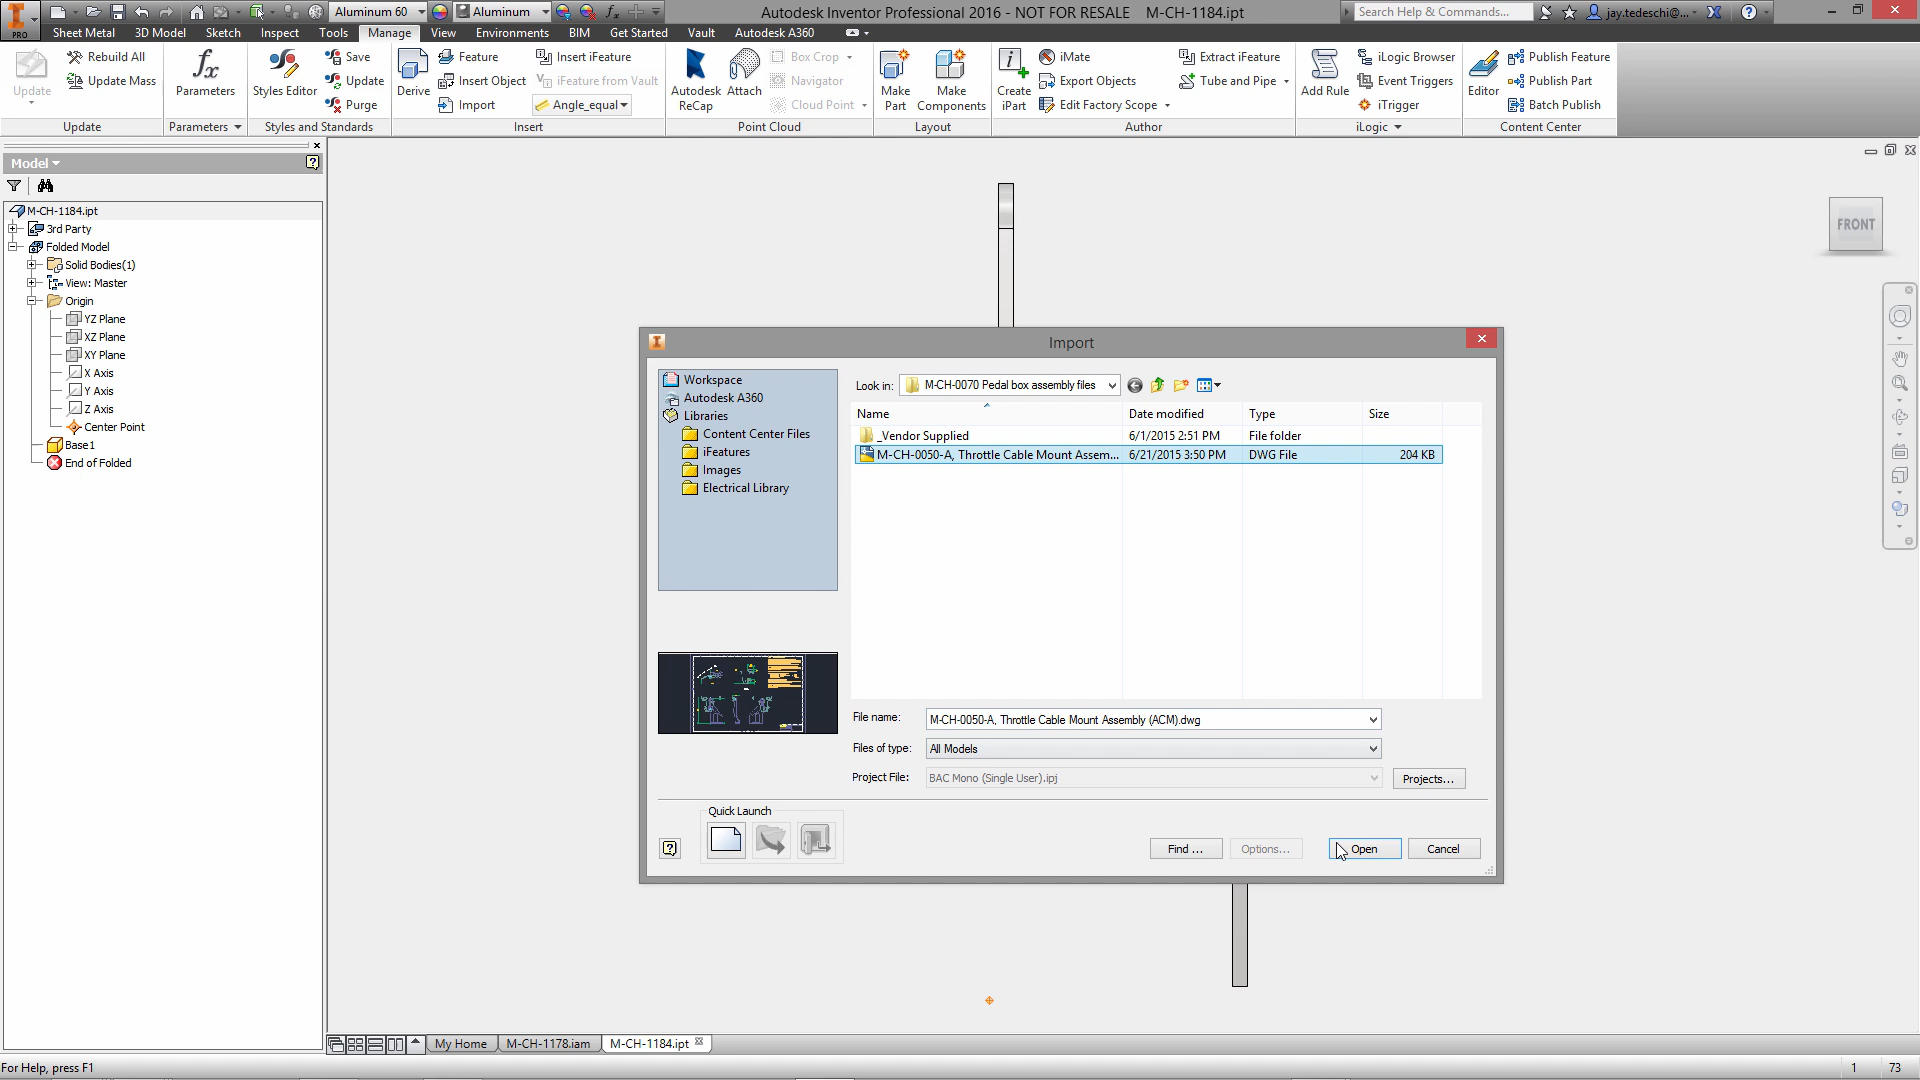 PRO
Aluminum 60
Aluminum
Autodesk Inventor Professional 2016 - NOT FOR RESALE M-CH-1184.ipt
Search Help & Commands...
jay.tedeschi@...
Sheet Metal
3D Model
Sketch
Inspect
Tools
Manage
View
Environments
BIM
Get Started
Vault
Autodesk A360
Update
Rebuild All
Update Mass
Update
Parameters
Parameters
Styles Editor
Save
Update
Purge
Styles and Standards
Derive
Feature
Insert Object
Import
Insert iFeature
iFeature from Vault
Angle_equal
Insert
Autodesk
ReCap
Attach
Box Crop
Navigator
Cloud Point
Point Cloud
Make
Part
Make
Components
Layout
Create
iPart
iMate
Export Objects
Edit Factory Scope
Extract iFeature
Tube and Pipe
Author
Add Rule
iLogic Browser
Event Triggers
iTrigger
iLogic
Editor
Publish Feature
Publish Part
Batch Publish
Content Center
Model
M-CH-1184.ipt
3rd Party
Folded Model
Solid Bodies(1)
View: Master
Origin
YZ Plane
XZ Plane
XY Plane
X Axis
Y Axis
Z Axis
Center Point
Base1
End of Folded
FRONT
Import
Workspace
Autodesk A360
Libraries
Content Center Files
iFeatures
Images
Electrical Library
Look in: M-CH-0070 Pedal box assembly files
Name Date modified Type Size
_Vendor Supplied 6/1/2015 2:51 PM File folder
M-CH-0050-A, Throttle Cable Mount Assem... 6/21/2015 3:50 PM DWG File 204 KB
File name: M-CH-0050-A, Throttle Cable Mount Assembly (ACM).dwg
Files of type: All Models
Project File: BAC Mono (Single User).ipj
Projects...
Quick Launch
Find ...
Options...
Open
Cancel
My Home
M-CH-1178.iam
M-CH-1184.ipt
For Help, press F1
1 73